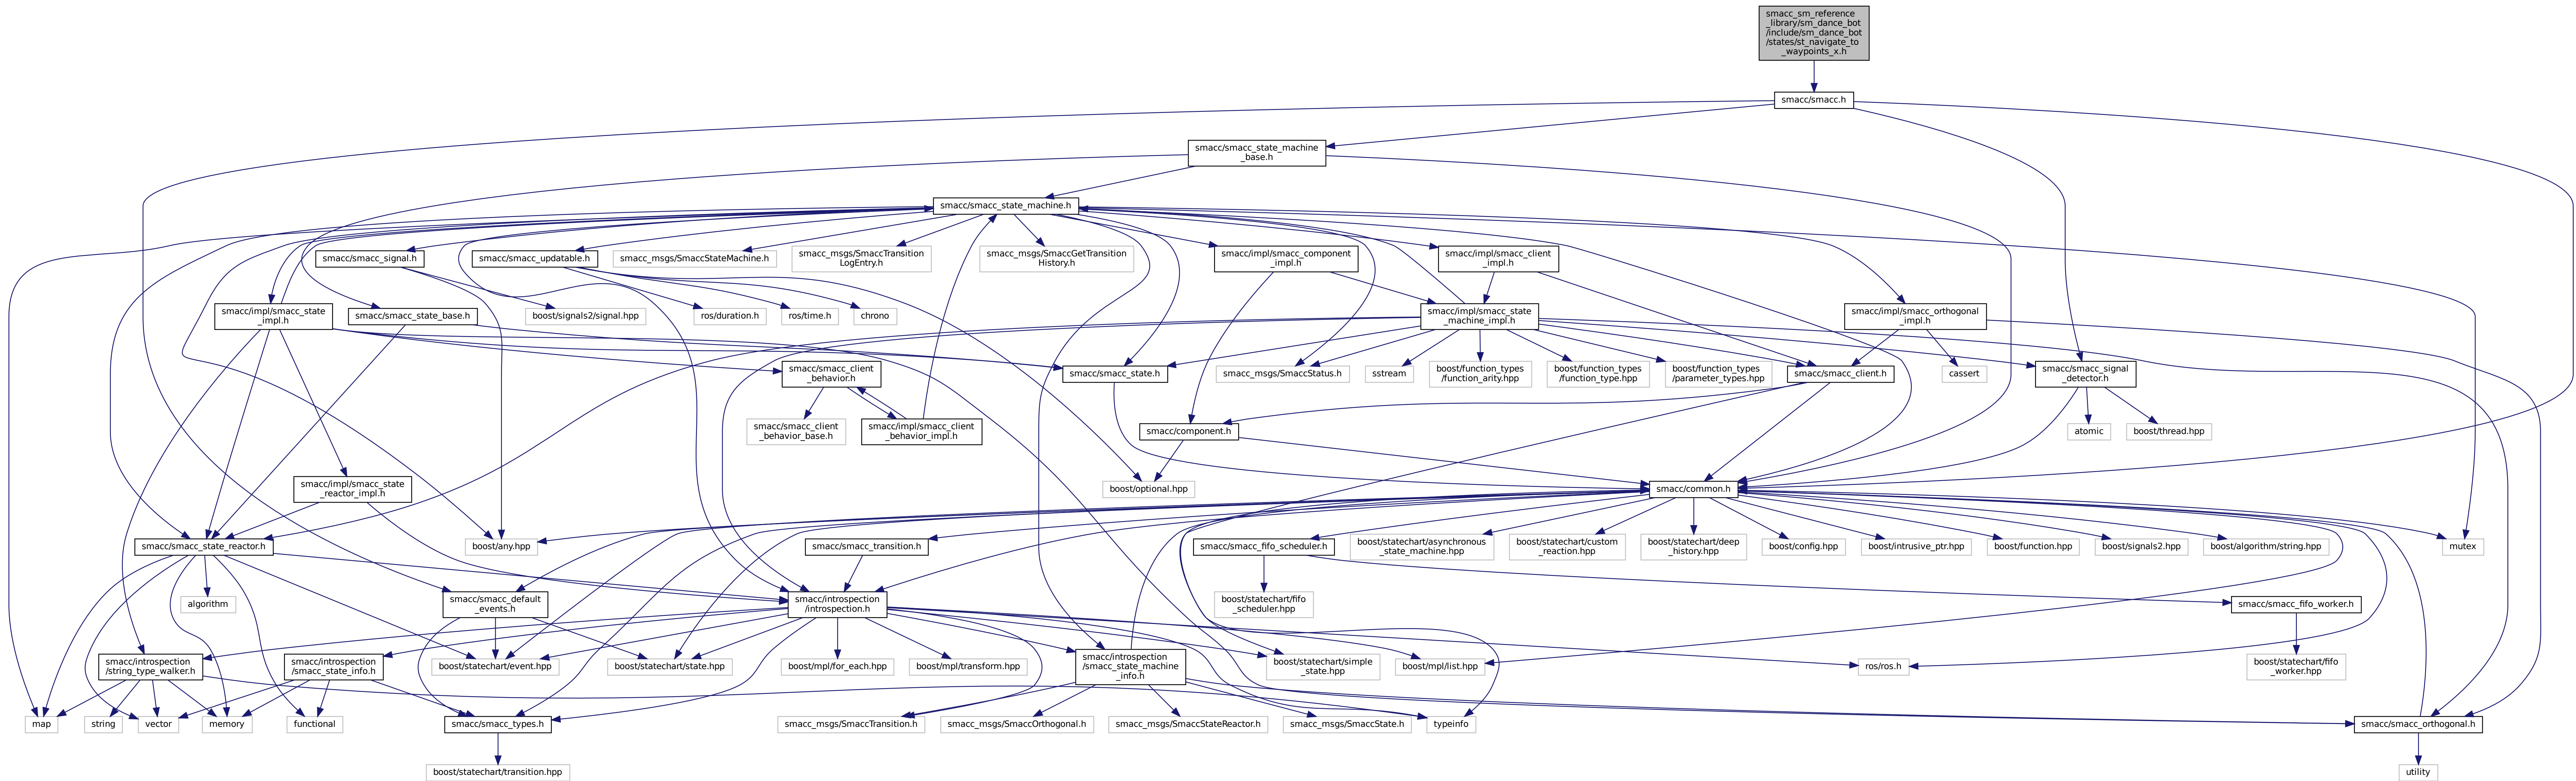 smacc_sm_reference
_library/sm_dance_bot
/include/sm_dance_bot
/states/st_navigate_to
_waypoints_x.h
smacc/smacc.h
smacc/smacc_state_machine
_base.h
smacc/smacc_state_machine.h
smacc/smacc_signal.h
smacc/smacc_updatable.h
smacc_msgs/SmaccStateMachine.h
smacc_msgs/SmaccTransition
LogEntry.h
smacc_msgs/SmaccGetTransition
History.h
smacc/impl/smacc_component
_impl.h
smacc/impl/smacc_client
_impl.h
smacc/impl/smacc_state
_impl.h
smacc/smacc_state_base.h
boost/signals2/signal.hpp
ros/duration.h
ros/time.h
chrono
smacc/impl/smacc_state
_machine_impl.h
smacc/impl/smacc_orthogonal
_impl.h
smacc/smacc_client
_behavior.h
smacc/smacc_state.h
smacc_msgs/SmaccStatus.h
sstream
boost/function_types
/function_arity.hpp
boost/function_types
/function_type.hpp
boost/function_types
/parameter_types.hpp
smacc/smacc_client.h
cassert
smacc/smacc_signal
_detector.h
smacc/smacc_client
_behavior_base.h
smacc/impl/smacc_client
_behavior_impl.h
smacc/component.h
atomic
boost/thread.hpp
smacc/impl/smacc_state
_reactor_impl.h
boost/optional.hpp
smacc/common.h
smacc/smacc_state_reactor.h
boost/any.hpp
smacc/smacc_transition.h
smacc/smacc_fifo_scheduler.h
boost/statechart/asynchronous
_state_machine.hpp
boost/statechart/custom
_reaction.hpp
boost/statechart/deep
_history.hpp
boost/config.hpp
boost/intrusive_ptr.hpp
boost/function.hpp
boost/signals2.hpp
boost/algorithm/string.hpp
mutex
algorithm
smacc/smacc_default
_events.h
smacc/introspection
/introspection.h
boost/statechart/fifo
_scheduler.hpp
smacc/smacc_fifo_worker.h
smacc/introspection
/string_type_walker.h
smacc/introspection
/smacc_state_info.h
boost/statechart/event.hpp
boost/statechart/state.hpp
boost/mpl/for_each.hpp
boost/mpl/transform.hpp
smacc/introspection
/smacc_state_machine
_info.h
boost/statechart/simple
_state.hpp
boost/mpl/list.hpp
ros/ros.h
boost/statechart/fifo
_worker.hpp
map
string
vector
memory
functional
smacc/smacc_types.h
smacc_msgs/SmaccTransition.h
smacc_msgs/SmaccOrthogonal.h
smacc_msgs/SmaccStateReactor.h
smacc_msgs/SmaccState.h
typeinfo
smacc/smacc_orthogonal.h
boost/statechart/transition.hpp
utility